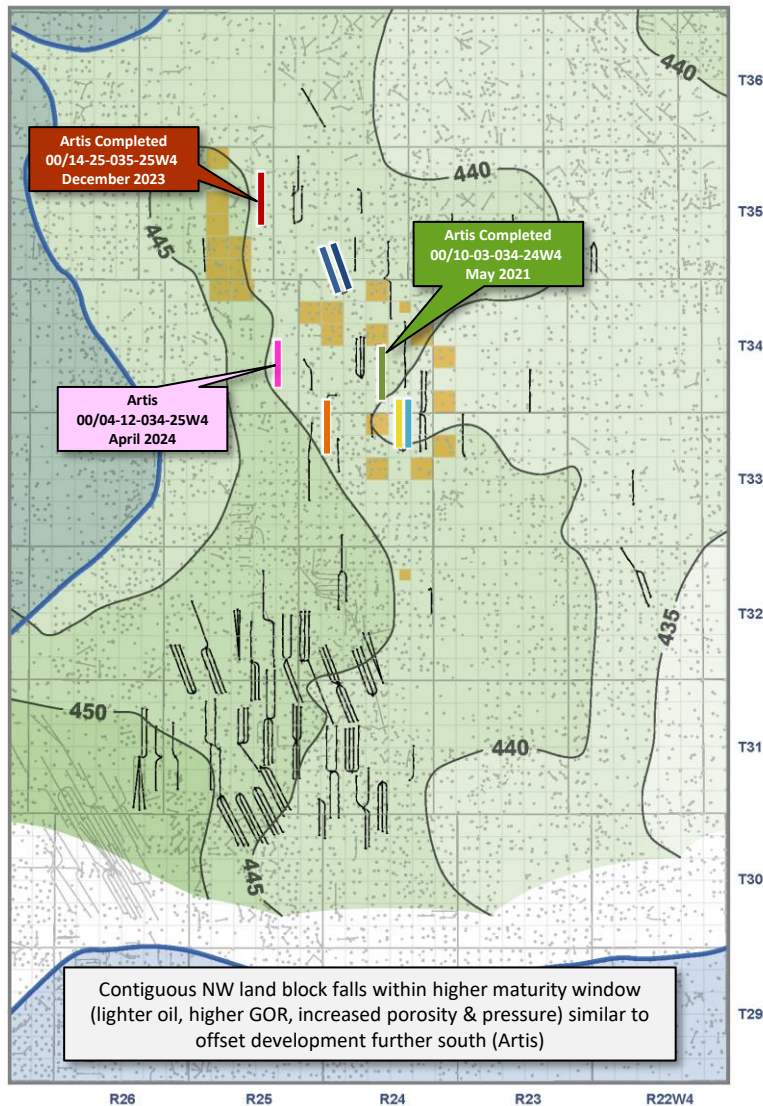 T36
440
Artis Completed
00/14-25-035-25W4
December 2023
440
T35
445
Artis Completed
00/10-03-034-24W4
May 2021
T34
Artis
00/04-12-034-25W4
April 2024
T33
T32
435
450
440
T31
445
T30
Contiguous NW land block falls within higher maturity window
(lighter oil, higher GOR, increased porosity & pressure) similar to
offset development further south (Artis)
T29
R26 R25 R24 R23 R22W4